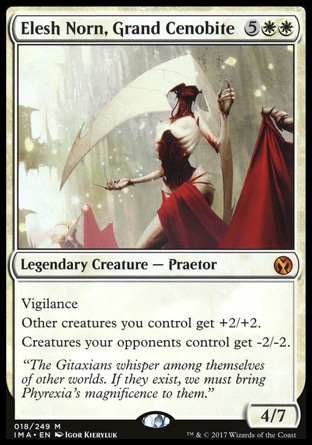 Elesh Norn, Grand Cenobite 5
Legendary Creature — Praetor
Vigilance
Other creatures you control get +2/+2.
Creatures your opponents control get -2/-2.
“The Gitaxians whisper among themselves
of other worlds. If they exist, we must bring
Phyrexia’s magnificence to them.”
4/7
018/249 M
IMA • EN Igor Kieryluk
™ & © 2017 Wizards of the Coast